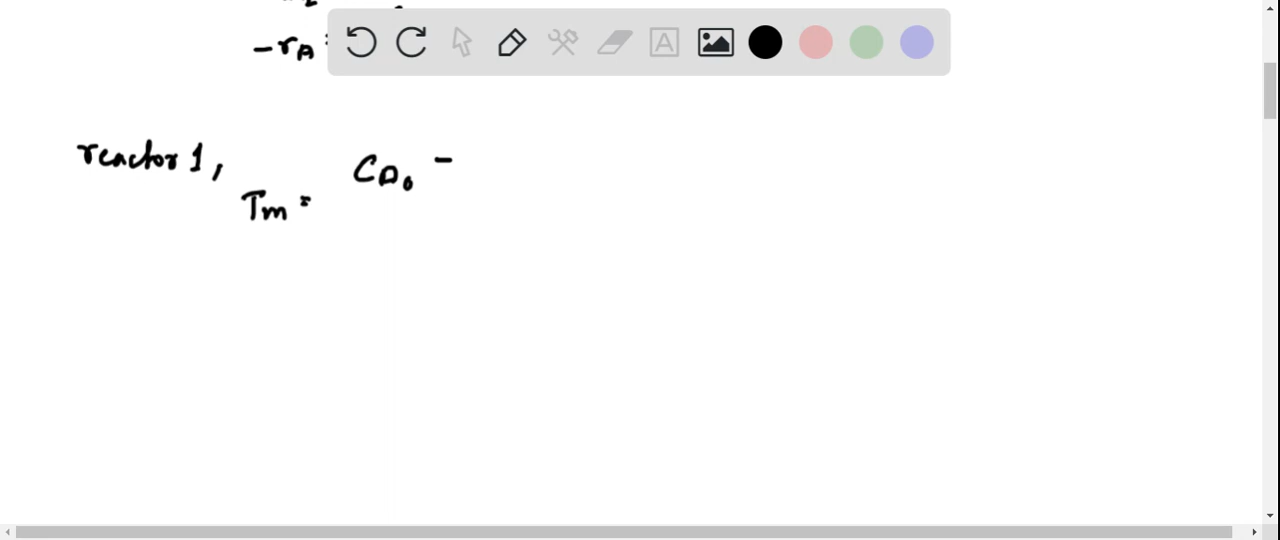 -rA =
reactor 1,
CA0 -
Tm =